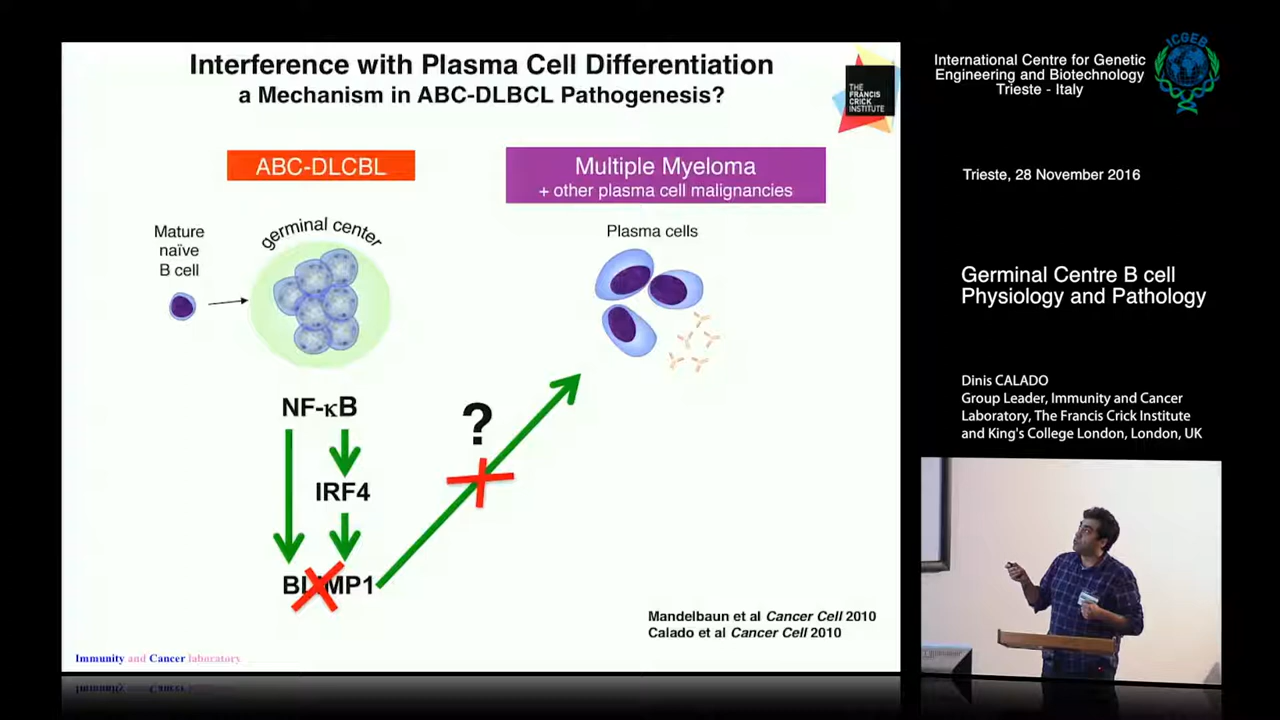 Interference with Plasma Cell Differentiation
a Mechanism in ABC-DLBCL Pathogenesis?
THE
FRANCIS
CRICK
INSTITUTE
ABC-DLCBL
Multiple Myeloma
+ other plasma cell malignancies
Mature
naïve
B cell
germinal center
Plasma cells
NF-κB
?
IRF4
BLIMP1
Mandelbaun et al Cancer Cell 2010
Calado et al Cancer Cell 2010
Immunity and Cancer laboratory
International Centre for Genetic
Engineering and Biotechnology
Trieste - Italy
ICGEB
Trieste, 28 November 2016
Germinal Centre B cell
Physiology and Pathology
Dinis CALADO
Group Leader, Immunity and Cancer
Laboratory, The Francis Crick Institute
and King's College London, London, UK